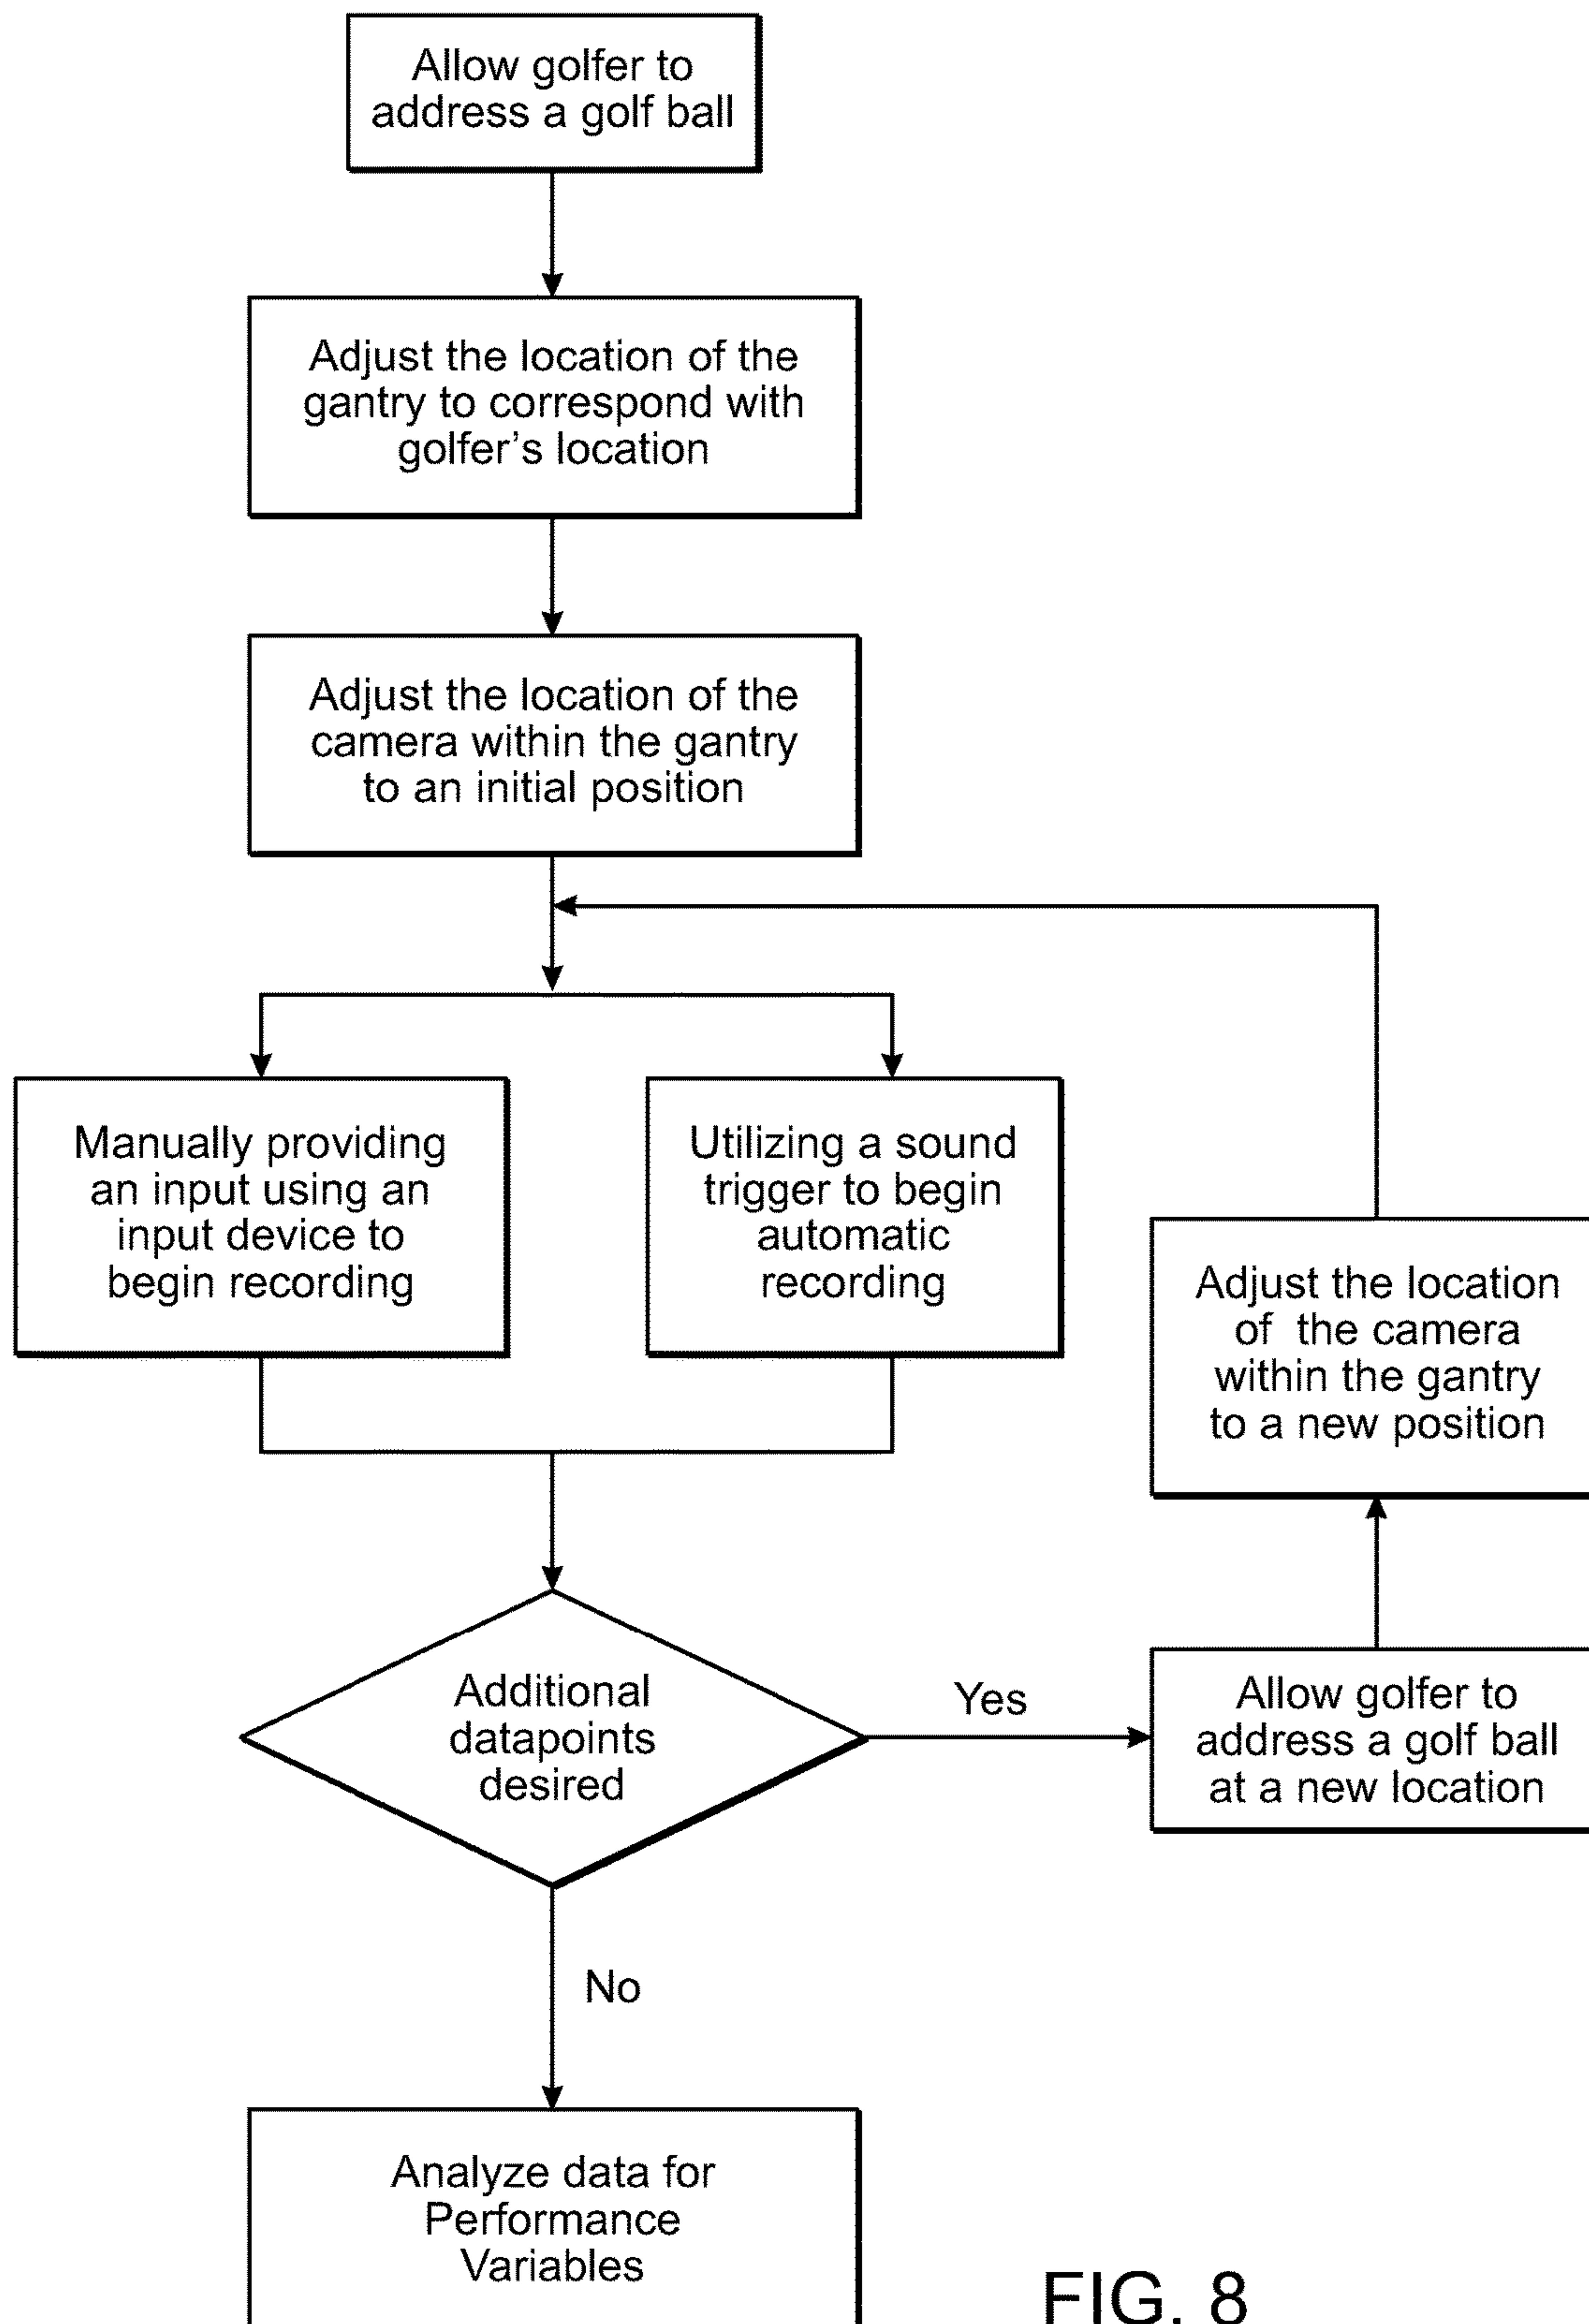 Allow golfer to
address a golf ball
Adjust the location of the
gantry to correspond with
golfer's location
Adjust the location of the
camera within the gantry
to an initial position
Manually providing
an input using an
input device to
begin recording
Utilizing a sound
trigger to begin
automatic
recording
Adjust the location
of the camera
within the gantry
to a new position
Additional
datapoints
desired
Yes
Allow golfer to
address a golf ball
at a new location
No
Analyze data for
Performance
Variables
FIG. 8